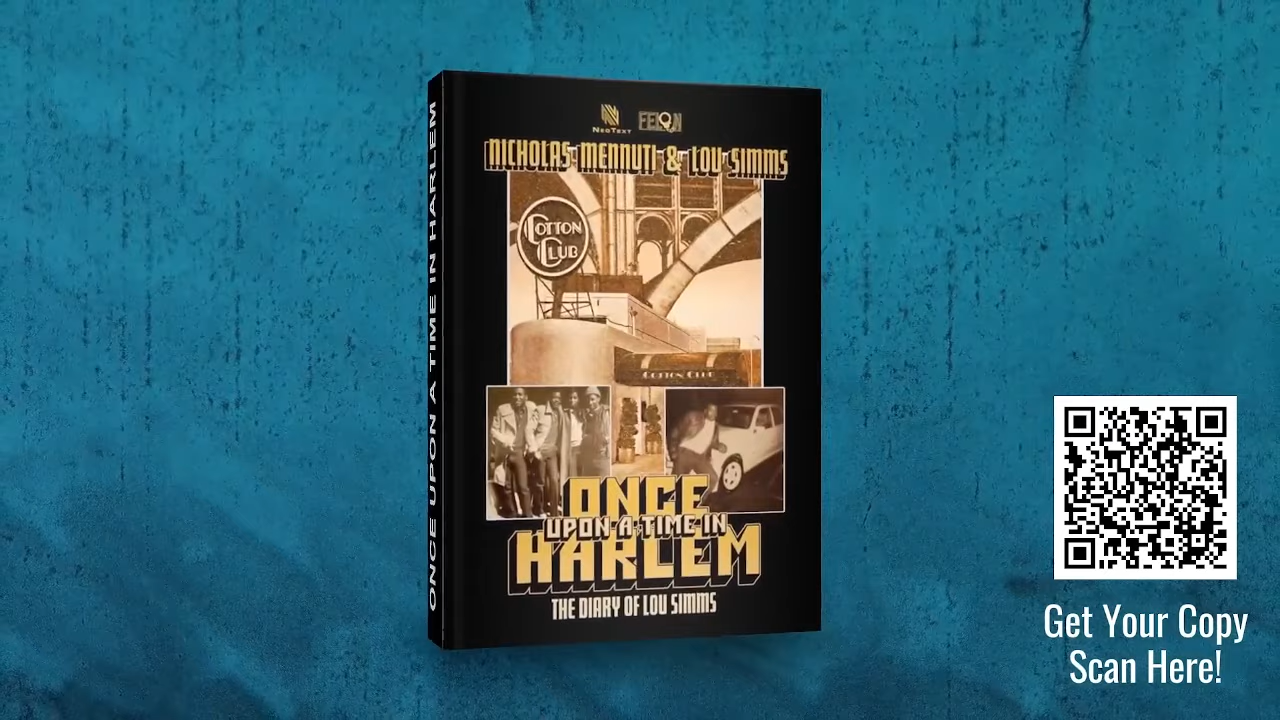 ONCE UPON A TIME IN HARLEM
NEOTEXT
FELON
NICHOLAS MENNUTI & LOU SIMMS
COTTON
CLUB
COTTON CLUB
ONCE
UPON A TIME IN
HARLEM
THE DIARY OF LOU SIMMS
Get Your Copy
Scan Here!